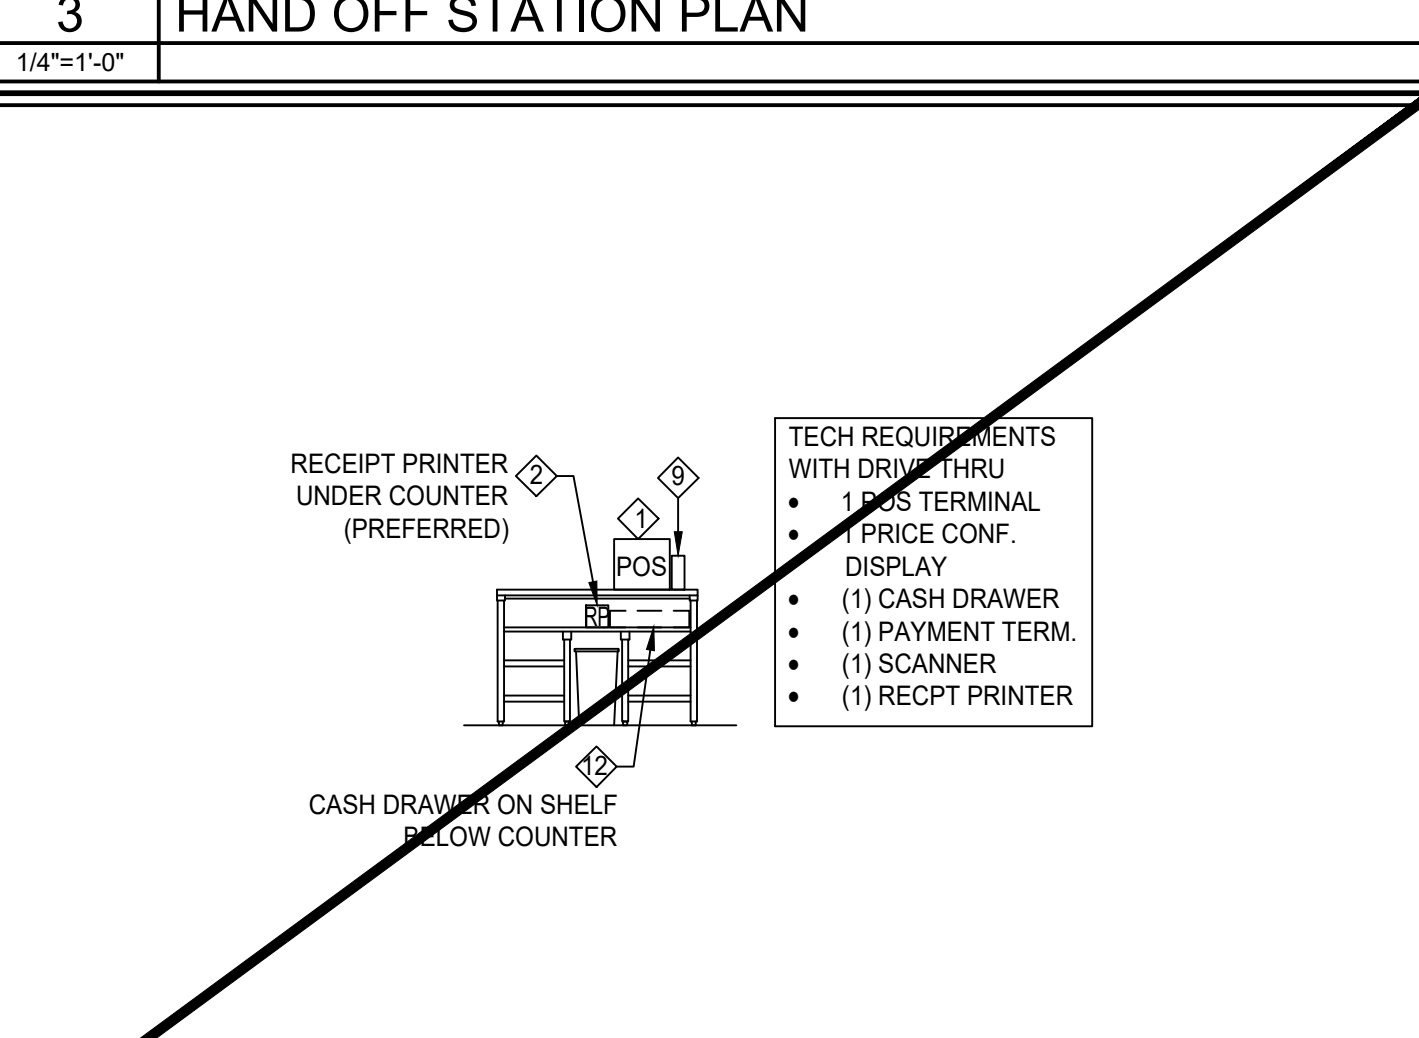 3
HAND OFF STATION PLAN
1/4"=1'-0"
RECEIPT PRINTER
UNDER COUNTER
(PREFERRED)
2
9
1
POS
RP
12
CASH DRAWER ON SHELF
BELOW COUNTER
TECH REQUIREMENTS
WITH DRIVE THRU
• 1 POS TERMINAL
• 1 PRICE CONF.
DISPLAY
• (1) CASH DRAWER
• (1) PAYMENT TERM.
• (1) SCANNER
• (1) RECPT PRINTER